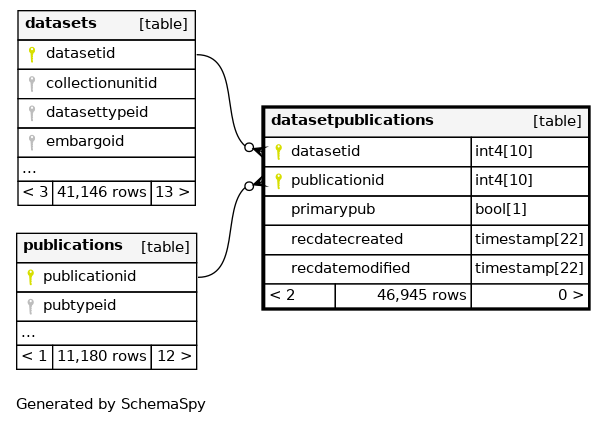 datasets [table]
datasetid
collectionunitid
datasettypeid
embargoid
...
< 3 41,146 rows 13 >
publications [table]
publicationid
pubtypeid
...
< 1 11,180 rows 12 >
datasetpublications [table]
datasetid int4[10]
publicationid int4[10]
primarypub bool[1]
recdatecreated timestamp[22]
recdatemodified timestamp[22]
< 2 46,945 rows 0 >
Generated by SchemaSpy